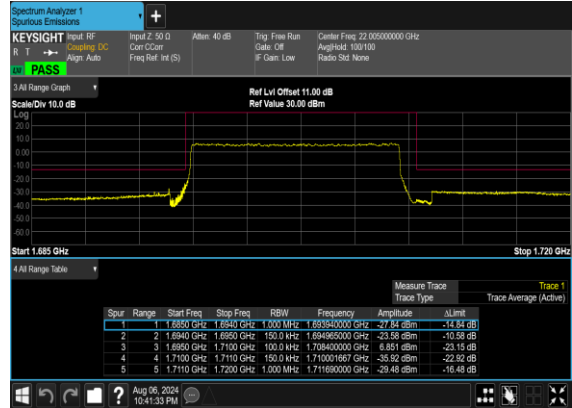 Spectrum Analyzer 1
Spurious Emissions
KEYSIGHT Input: RF Input Z: 50 Ω Atten: 40 dB Trig: Free Run Center Freq: 22.005000000 GHz
R T Coupling: DC Corr CCorr Gate: Off Avg|Hold: 100/100
Align: Auto Freq Ref: Int (S) IF Gain: Low Radio Std: None
PASS
3 All Range Graph
Ref Lvl Offset 11.00 dB
Scale/Div 10.0 dB Ref Value 30.00 dBm
Log
20.0
10.0
0.00
-10.0
-20.0
-30.0
-40.0
-50.0
-60.0
Start 1.685 GHz Stop 1.720 GHz
4 All Range Table
Measure Trace Trace 1
Trace Type Trace Average (Active)
Spur Range Start Freq Stop Freq RBW Frequency Amplitude ΔLimit
1 1 1.6850 GHz 1.6940 GHz 1.000 MHz 1.693940000 GHz -27.84 dBm -14.84 dB
2 2 1.6940 GHz 1.6950 GHz 150.0 kHz 1.694965000 GHz -23.58 dBm -10.58 dB
3 3 1.6950 GHz 1.7100 GHz 100.0 kHz 1.708400000 GHz 6.851 dBm -23.15 dB
4 4 1.7100 GHz 1.7110 GHz 150.0 kHz 1.710001667 GHz -35.92 dBm -22.92 dB
5 5 1.7110 GHz 1.7200 GHz 1.000 MHz 1.711690000 GHz -29.48 dBm -16.48 dB
Aug 06, 2024
10:41:33 PM